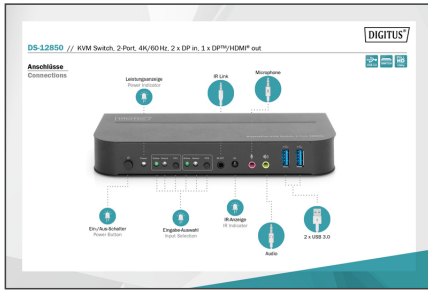 DIGITUS®
DS-12850 // KVM Switch, 2-Port, 4K/60 Hz, 2 x DP in, 1 x DP™/HDMI® out
Anschlüsse
Connections
Leistungsanzeige
Power Indicator
IR Link
Microphone
DIGITUS
Ein-/Aus-Schalter
Power Button
Eingabe-Auswahl
Input Selection
IR-Anzeige
IR Indicator
Audio
2 x USB 3.0